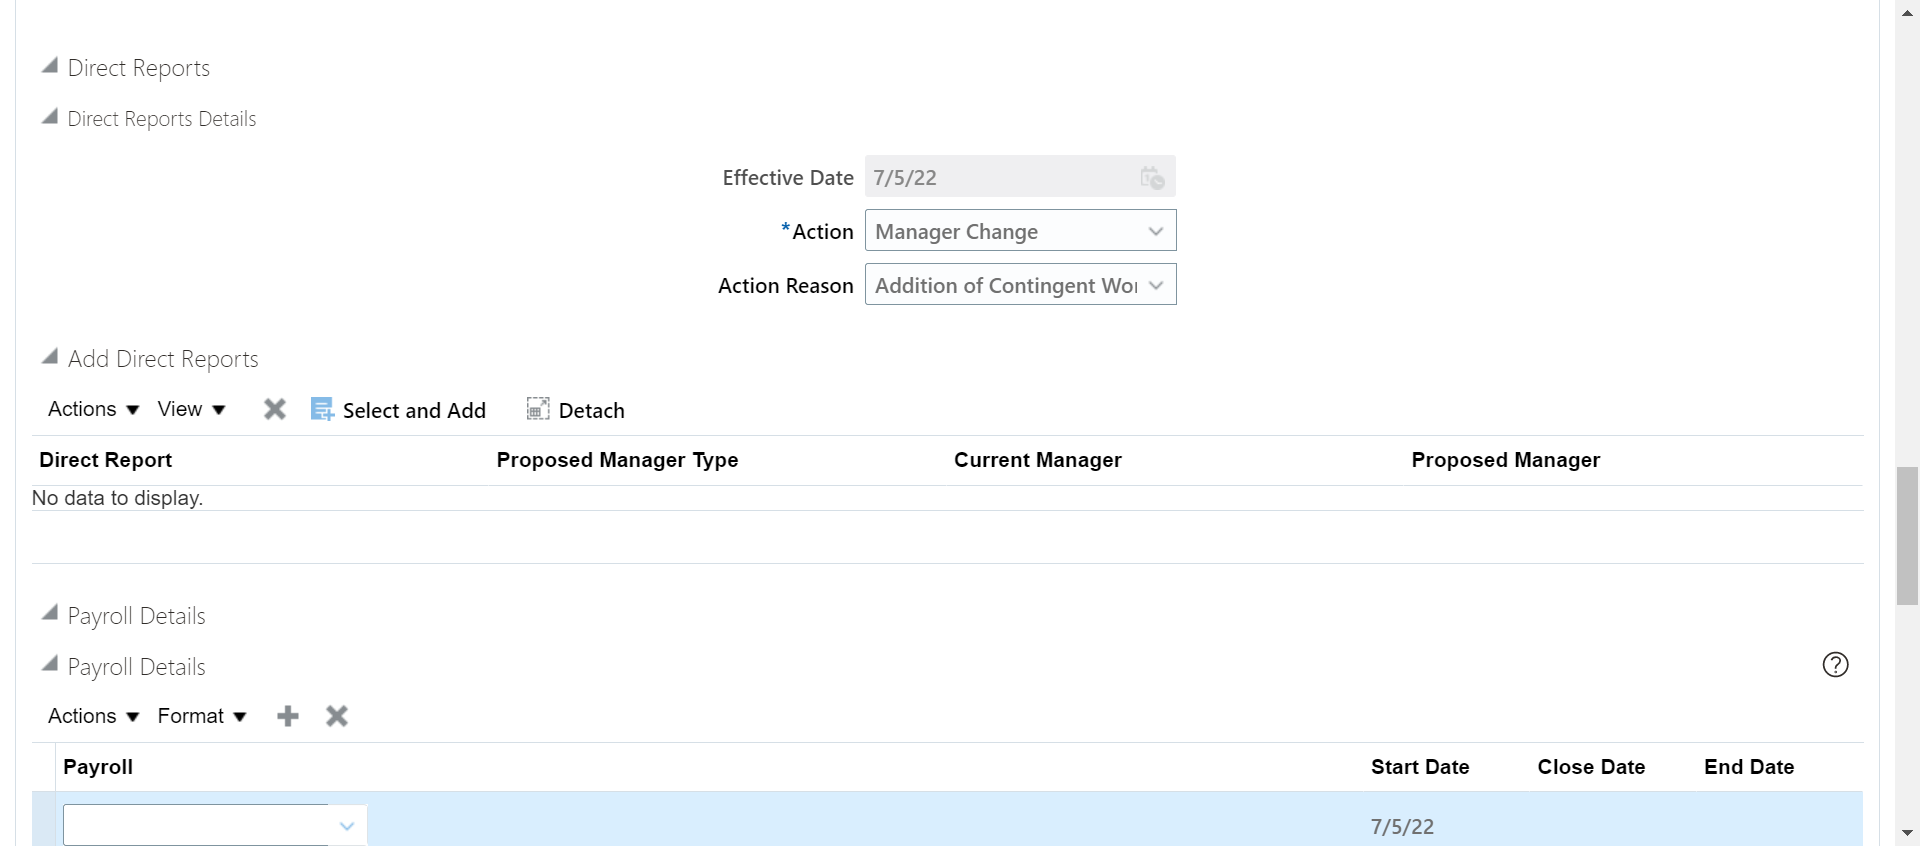 Direct Reports
Direct Reports Details
Effective Date 7/5/22
*Action Manager Change
Action Reason Addition of Contingent
Add Direct Reports
Actions View Select and Add Detach
Direct Report Proposed Manager Type Current Manager Proposed Manager
No data to display.
Payroll Details
Payroll Details ?
Actions Format
Payroll Start Date Close Date End Date
7/5/22